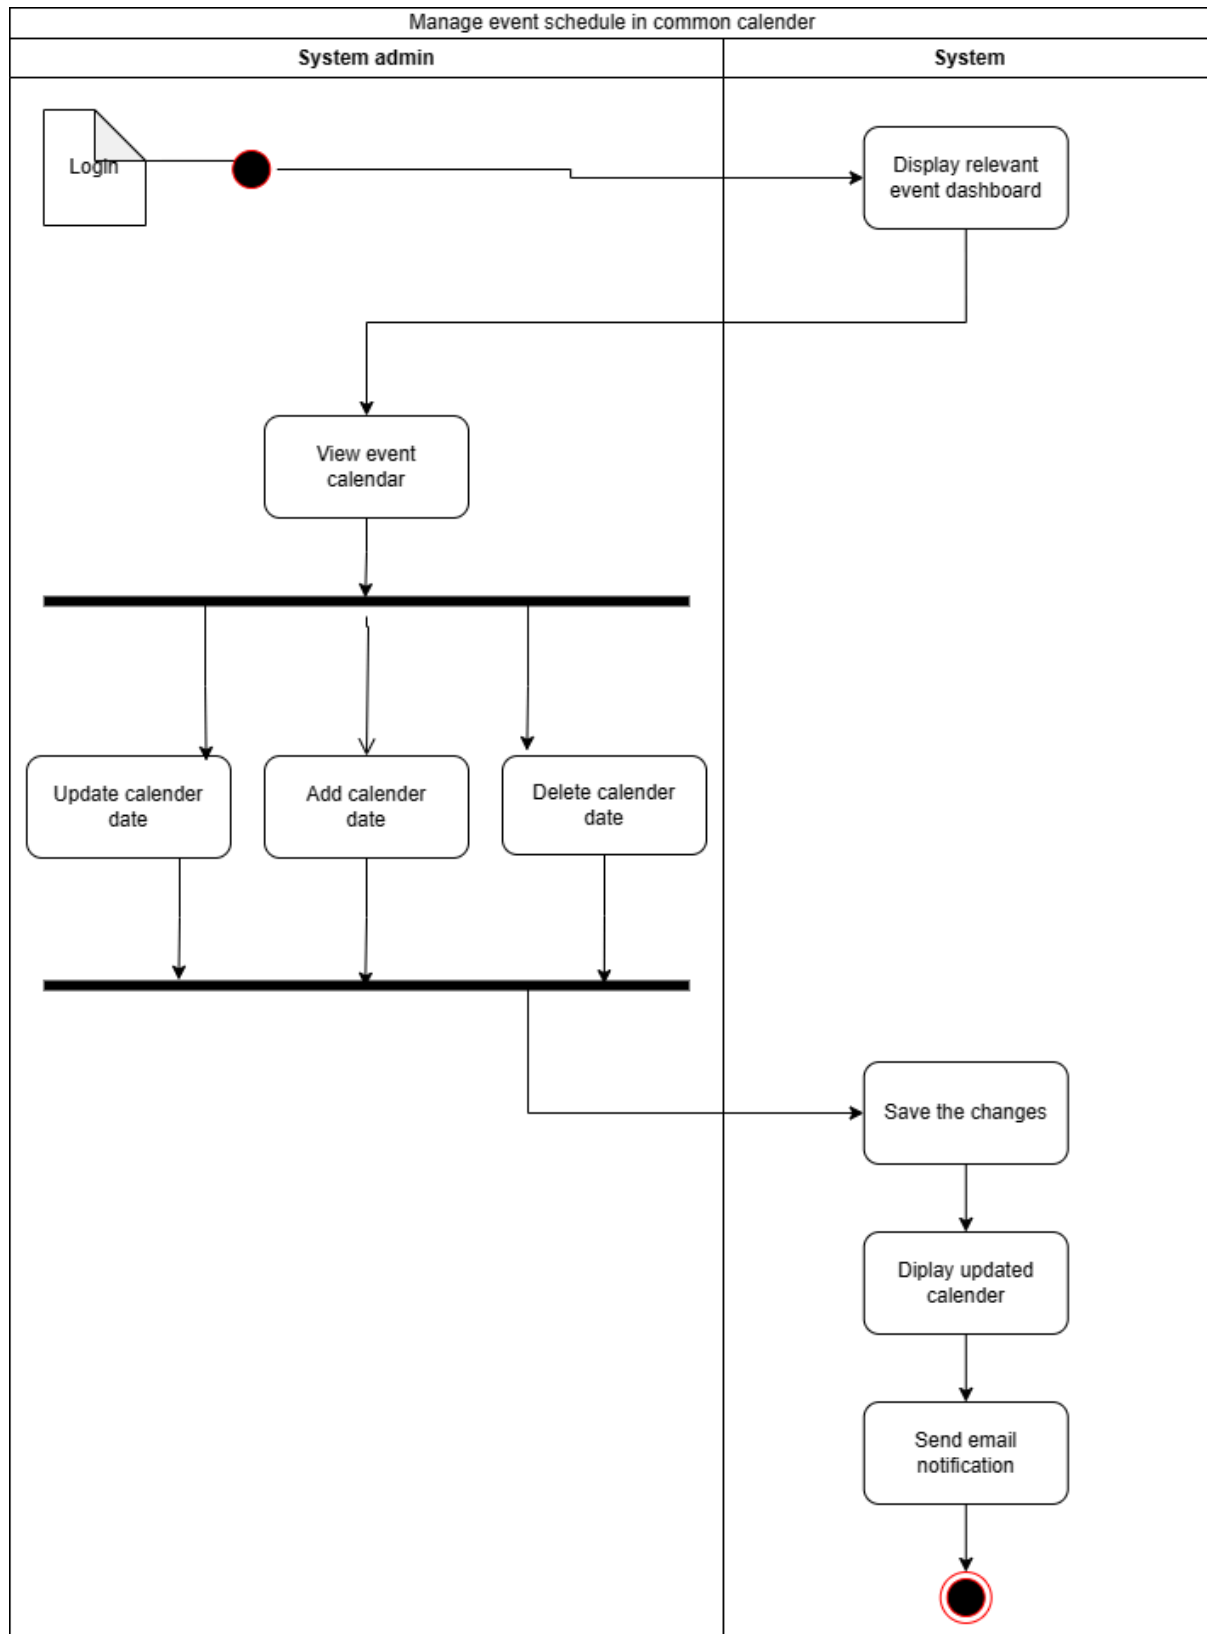 Manage event schedule in common calender
System admin
System
Login
Display relevant
event dashboard
View event
calendar
Update calender
date
Add calender
date
Delete calender
date
Save the changes
Diplay updated
calender
Send email
notification